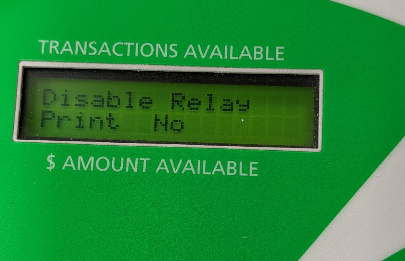 TRANSACTIONS AVAILABLE
Disable Relay
Print No
$ AMOUNT AVAILABLE